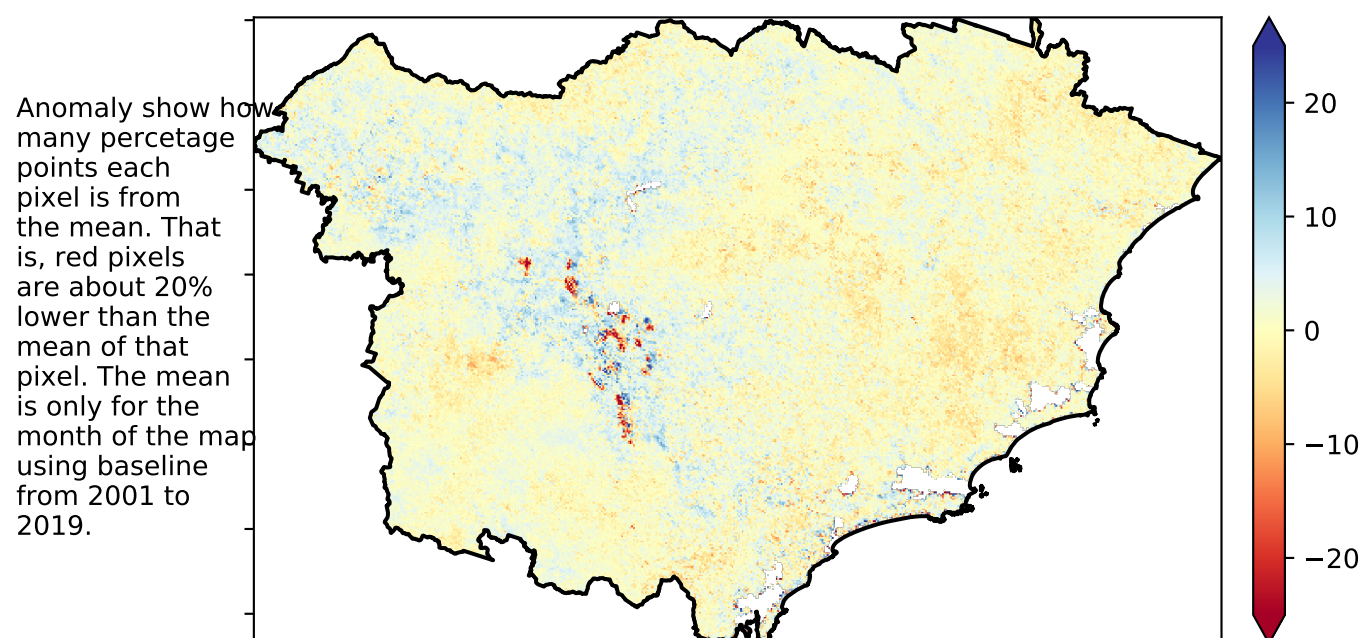 Anomaly show how
many percetage
points each
pixel is from
the mean. That
is, red pixels
are about 20%
lower than the
mean of that
pixel. The mean
is only for the
month of the map
using baseline
from 2001 to
2019.
20
10
0
−10
−20